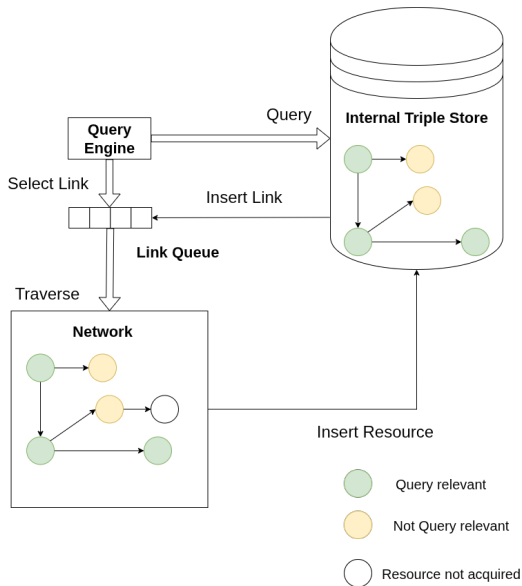 Query
Internal Triple Store
Query
Engine
Select Link
Insert Link
Link Queue
Traverse
Network
Insert Resource
Query relevant
Not Query relevant
Resource not acquired